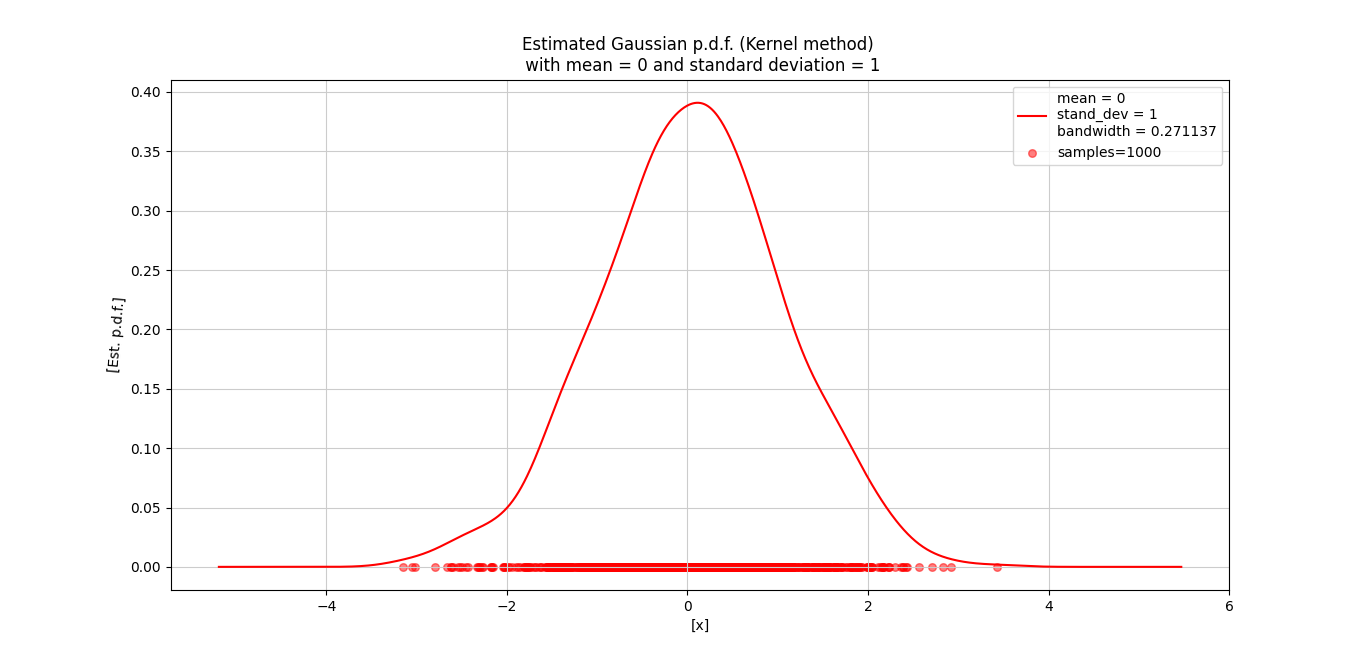 Estimated Gaussian p.d.f. (Kernel method)
with mean = 0 and standard deviation = 1
mean = 0
stand_dev = 1
bandwidth = 0.271137
samples=1000
0.40
0.35
0.30
0.25
0.20
0.15
0.10
0.05
0.00
[Est. p.d.f.]
−4 −2 0 2 4 6
[x]